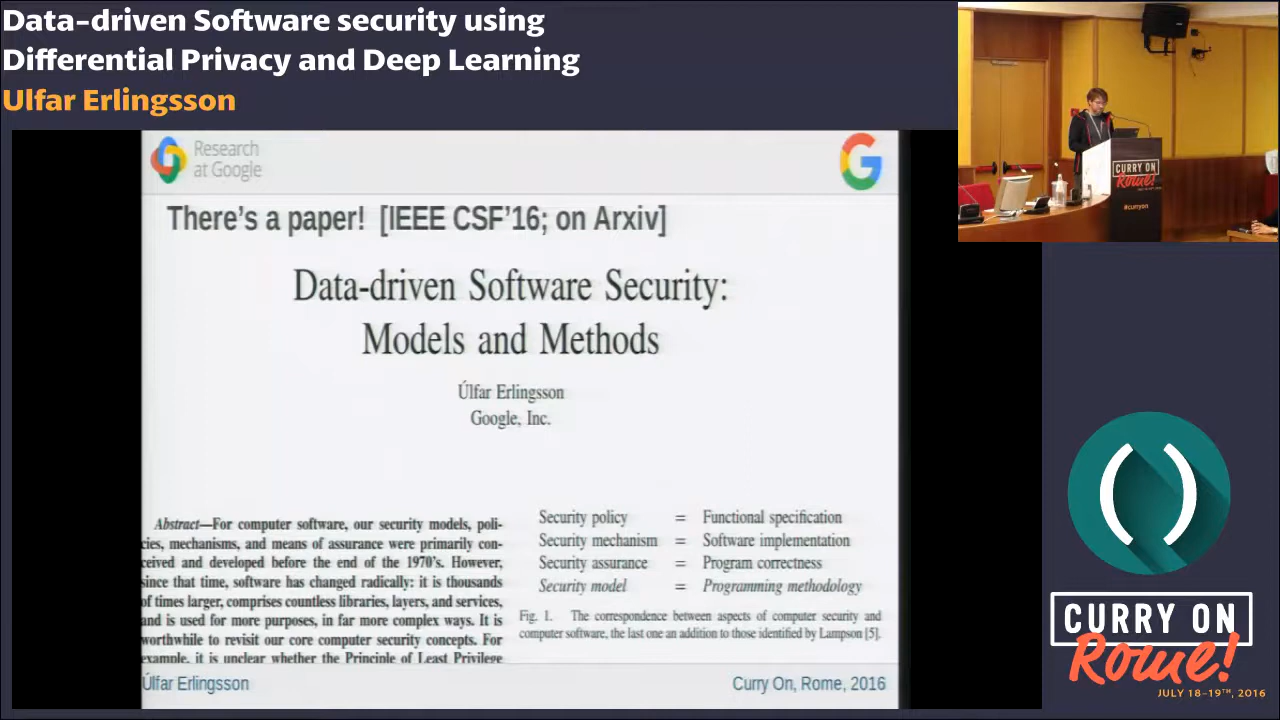 Data-driven Software security using
Differential Privacy and Deep Learning
Ulfar Erlingsson
Research
at Google
There's a paper! [IEEE CSF'16; on Arxiv]
Data-driven Software Security:
Models and Methods
Úlfar Erlingsson
Google, Inc.
Abstract—For computer software, our security models, poli-
cies, mechanisms, and means of assurance were primarily con-
ceived and developed before the end of the 1970's. However,
since that time, software has changed radically: it is thousands
of times larger, comprises countless libraries, layers, and services,
and is used for more purposes, in far more complex ways. It is
worthwhile to revisit our core computer security concepts. For
example, it is unclear whether the Principle of Least Privilege
Security policy = Functional specification
Security mechanism = Software implementation
Security assurance = Program correctness
Security model = Programming methodology
Fig. 1. The correspondence between aspects of computer security and
computer software, the last one an addition to those identified by Lampson [5].
Úlfar Erlingsson
Curry On, Rome, 2016
CURRY ON
Rome!
#curryon
( )
CURRY ON
Rome!
JULY 18-19TH, 2016